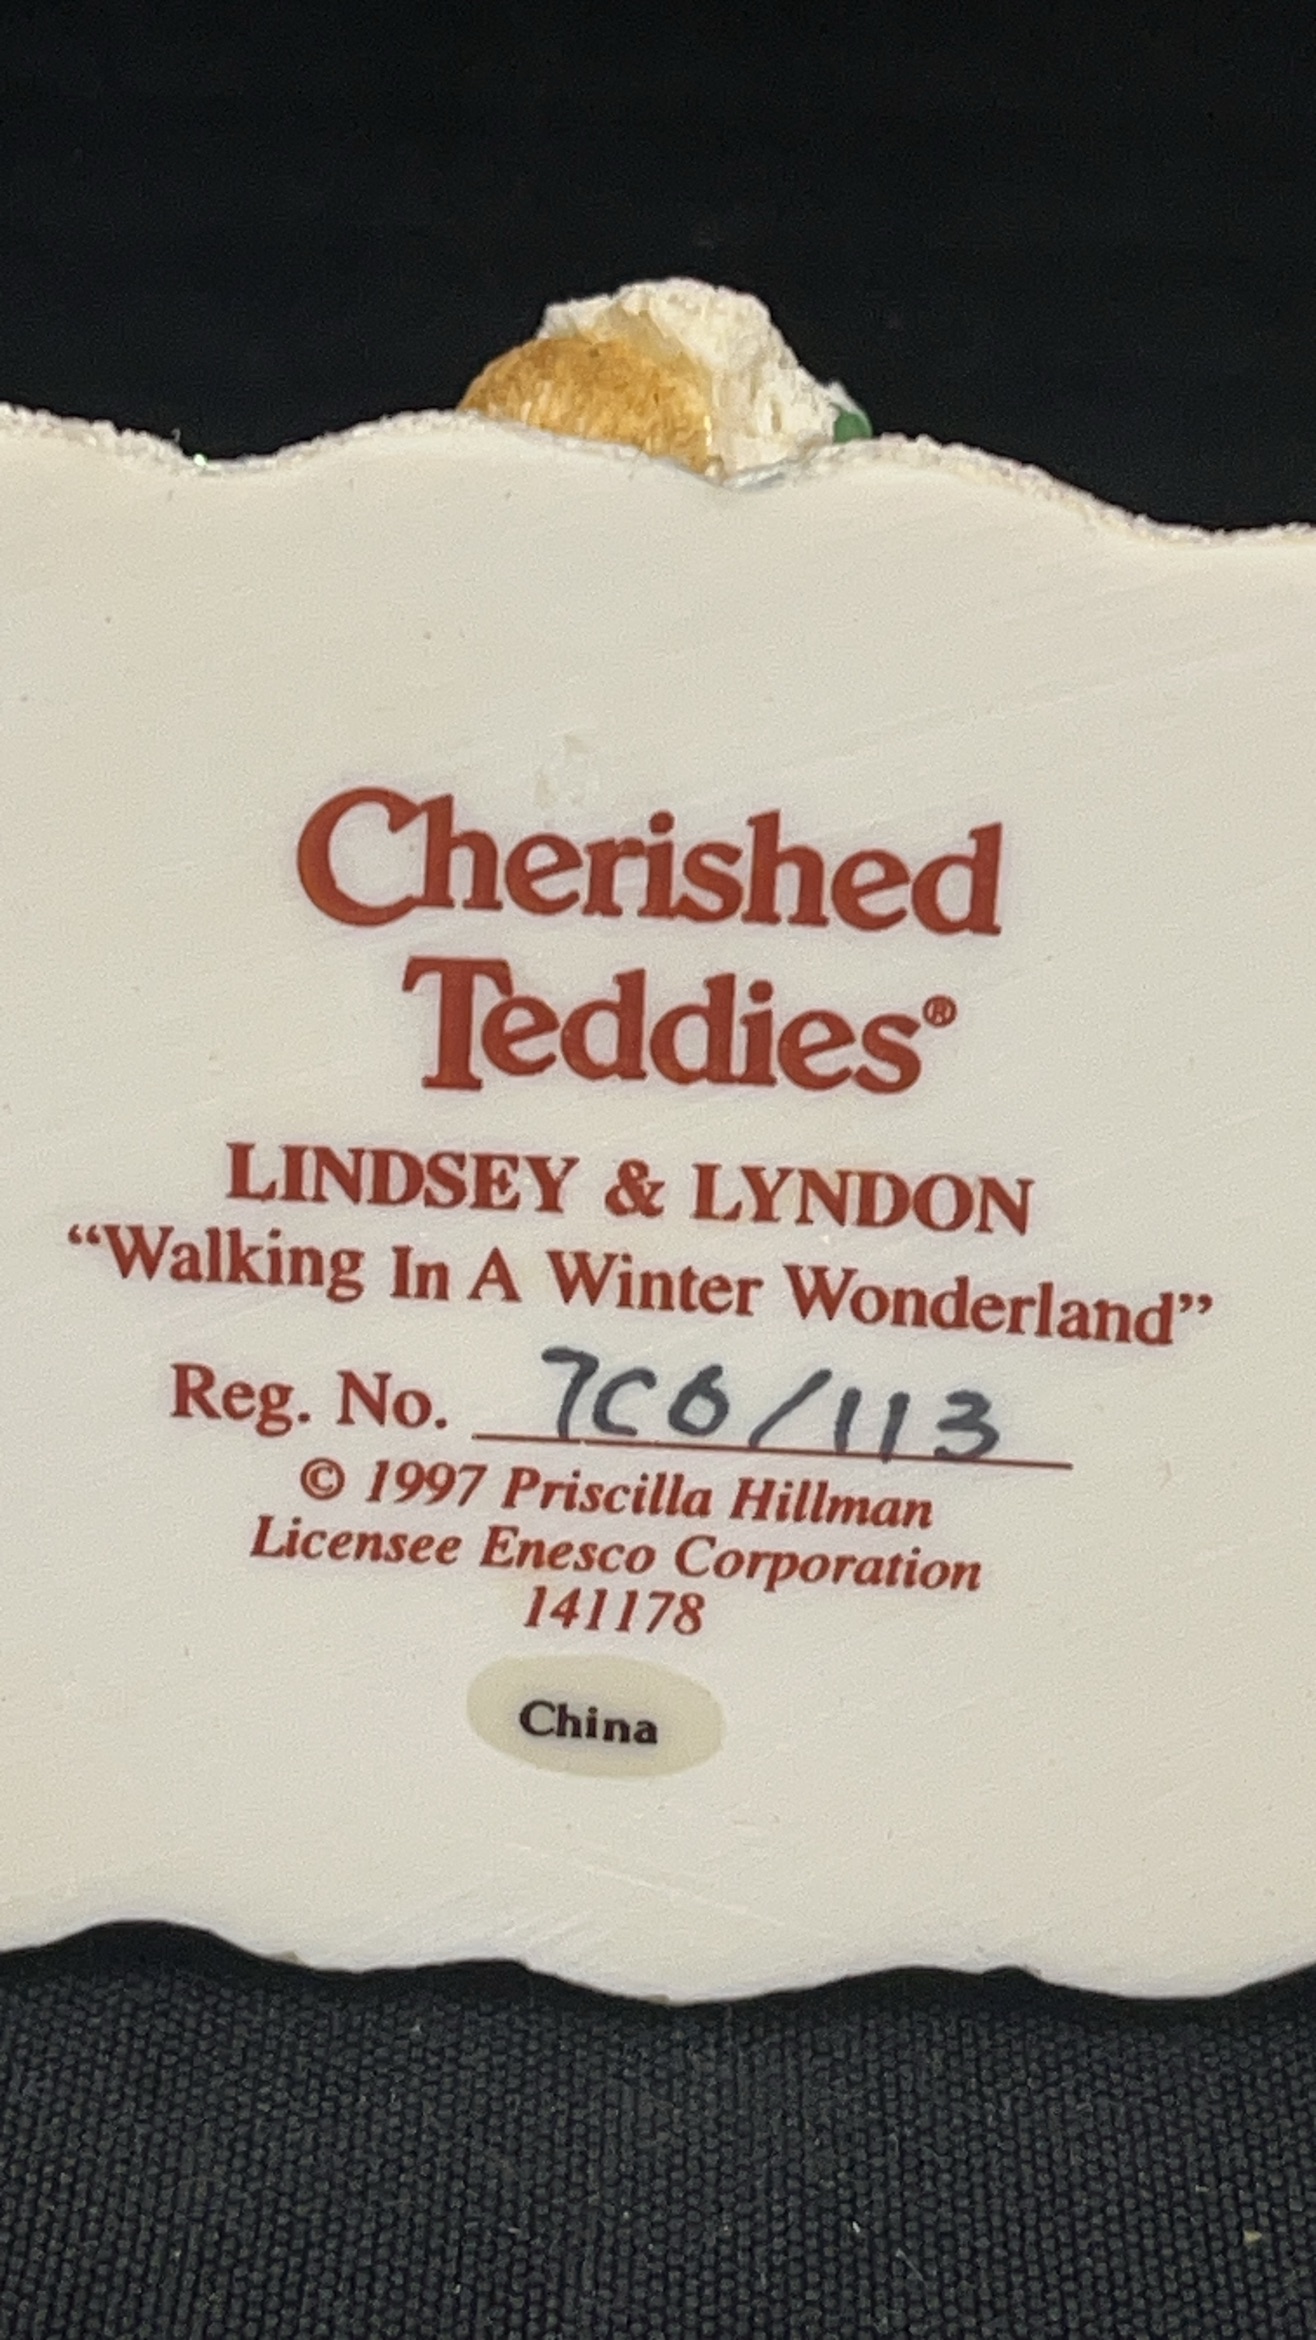 Cherished
Teddies®
LINDSEY & LYNDON
“Walking In A Winter Wonderland”
Reg. No. 7C6/113
© 1997 Priscilla Hillman
Licensee Enesco Corporation
141178
China